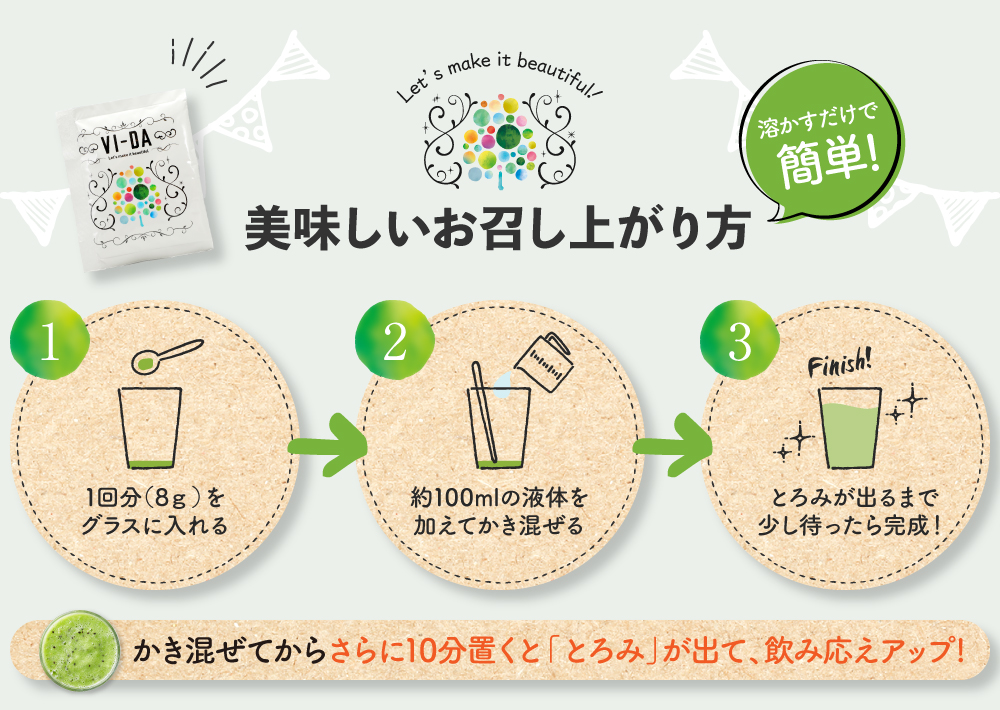 Let's make it beautiful!
VI-DA
Let's make it beautiful.
溶かすだけで
簡単!
美味しいお召し上がり方
1
1回分(8g)を
グラスに入れる
2
約100mlの液体を
加えてかき混ぜる
3
Finish!
とろみが出るまで
少し待ったら完成!
かき混ぜてからさらに10分置くと「とろみ」が出て、飲み応えアップ!